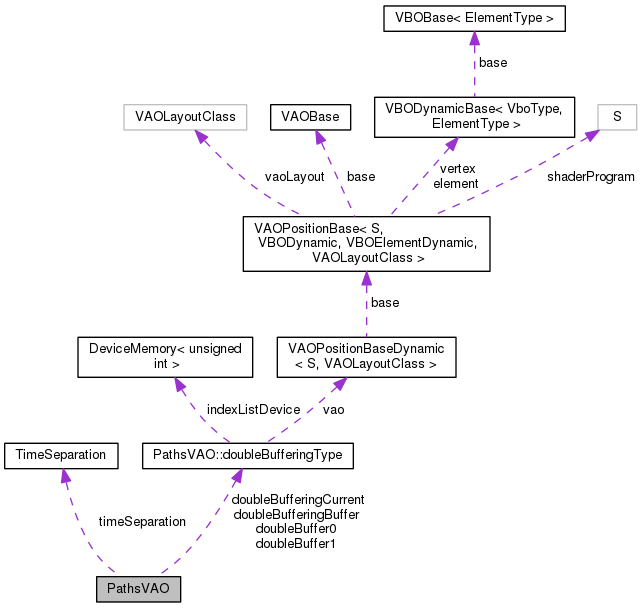 VBOBase< ElementType >
base
VAOLayoutClass
VAOBase
VBODynamicBase< VboType,
ElementType >
S
vaoLayout
base
vertex
element
shaderProgram
VAOPositionBase< S,
VBODynamic, VBOElementDynamic,
VAOLayoutClass >
base
DeviceMemory< unsigned
int >
VAOPositionBaseDynamic
< S, VAOLayoutClass >
indexListDevice
vao
TimeSeparation
PathsVAO::doubleBufferingType
timeSeparation
doubleBufferingCurrent
doubleBufferingBuffer
doubleBuffer0
doubleBuffer1
PathsVAO